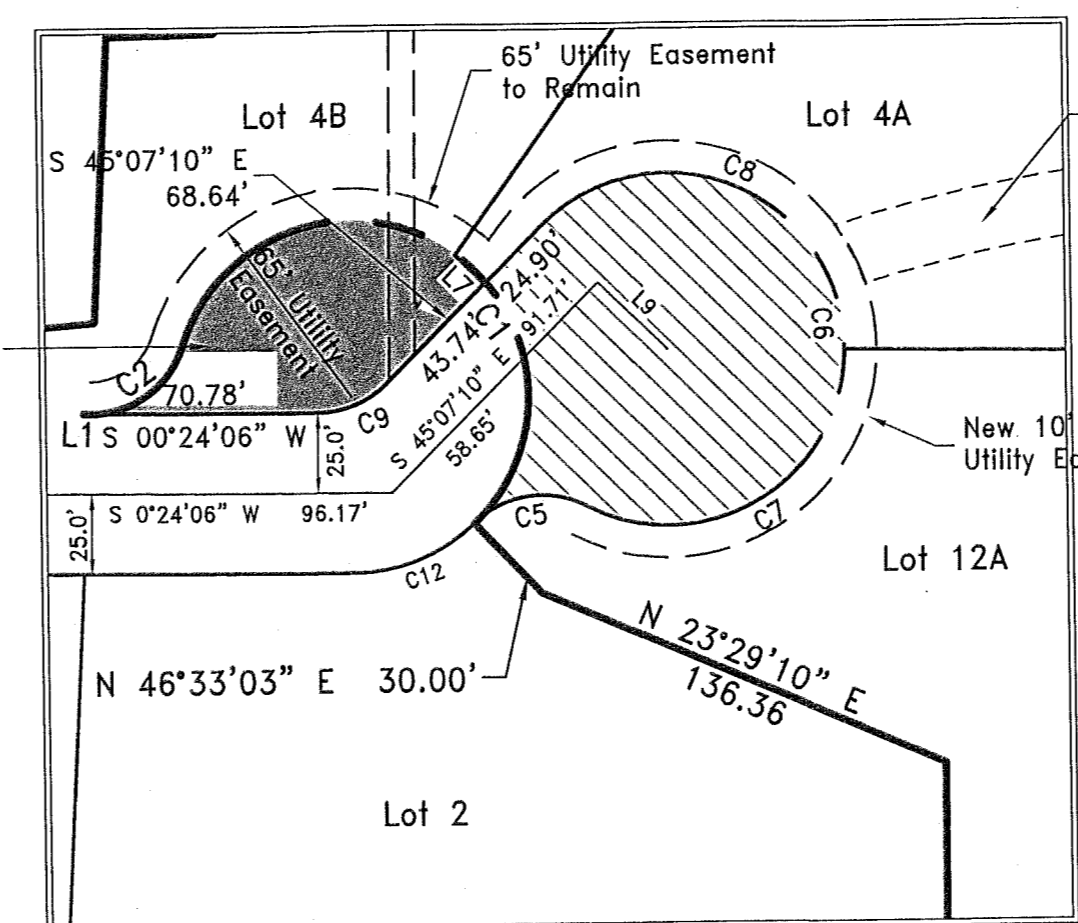 65' Utility Easement
to Remain
Lot 4B
Lot 4A
S 45°07'10" E
68.64'
C8
65' Utility
Easement
L7
24.90'
L9
C1
91.71'
C6
43.74'
S 45°07'10" E
58.65'
C2
70.78'
C9
L1 S 00°24'06" W
25.0'
New 10'
Utility
S 0°24'06" W 96.17'
25.0'
C5
C7
C12
Lot 12A
N 46°33'03" E 30.00'
N 23°29'10" E
136.36
Lot 2